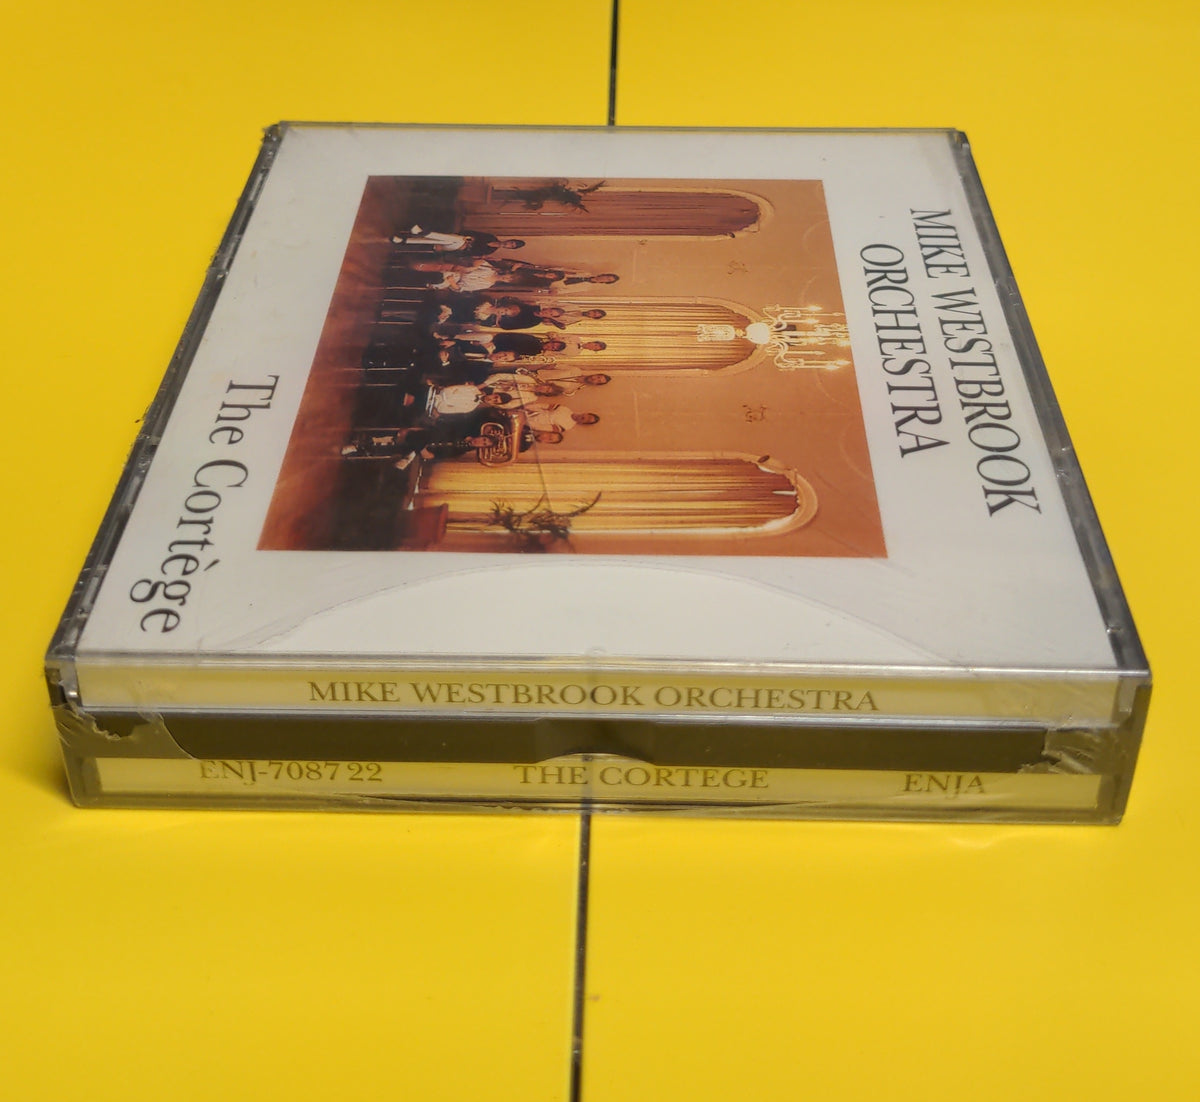 MIKE WESTBROOK
ORCHESTRA
The Cortège
MIKE WESTBROOK ORCHESTRA
ENJ-7087 22 THE CORTEGE ENJA